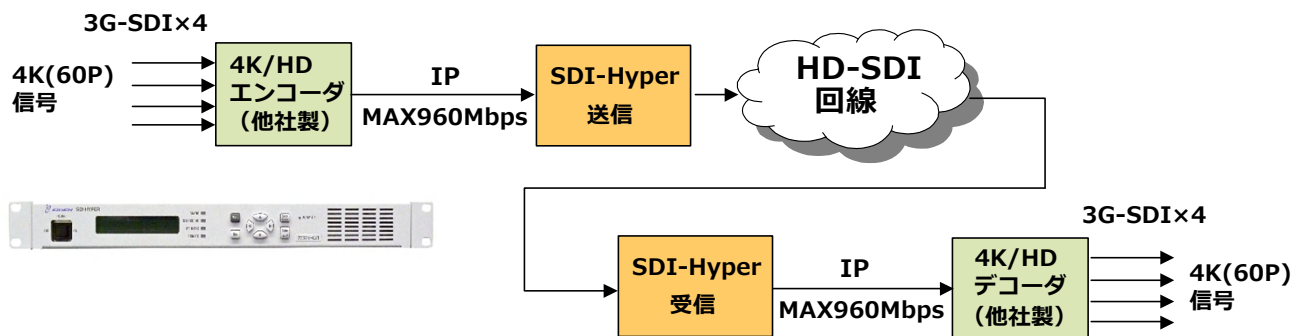 3G-SDI×4
4K(60P)
信号
4K/HD
エンコーダ
（他社製）
IP
MAX960Mbps
SDI-Hyper
送信
HD-SDI
回線
SDI-HYPER
SDI-Hyper
受信
IP
MAX960Mbps
4K/HD
デコーダ
（他社製）
3G-SDI×4
4K(60P)
信号